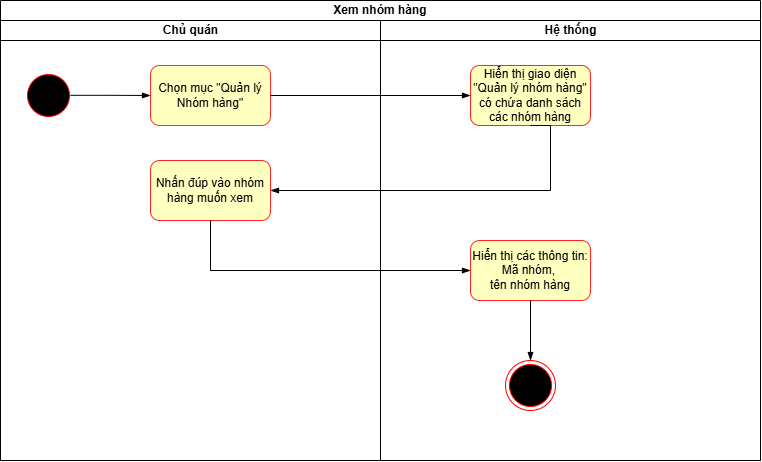 Xem nhóm hàng
Chủ quán
Hệ thống
Chọn mục "Quản lý
Nhóm hàng"
Hiển thị giao diện
"Quản lý nhóm hàng"
có chứa danh sách
các nhóm hàng
Nhấn đúp vào nhóm
hàng muốn xem
Hiển thị các thông tin:
Mã nhóm,
tên nhóm hàng